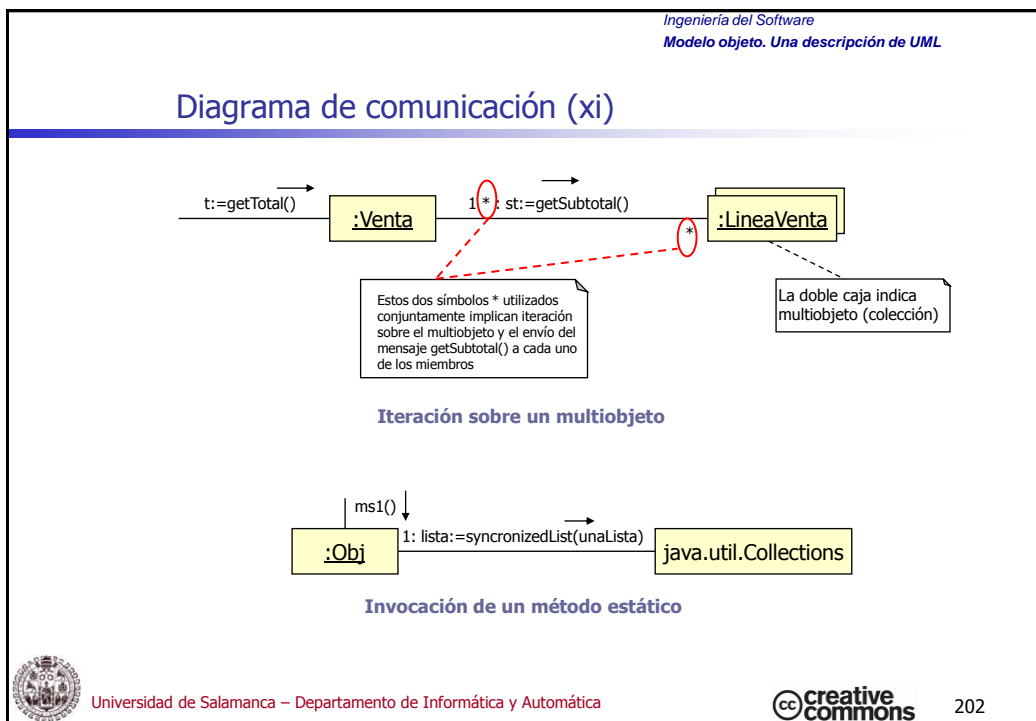 Ingeniería del Software
Modelo objeto. Una descripción de UML
Diagrama de comunicación (xi)
t:=getTotal()
:Venta
1 * : st:=getSubtotal()
*
:LineaVenta
Estos dos símbolos * utilizados
conjuntamente implican iteración
sobre el multiobjeto y el envío del
mensaje getSubtotal() a cada uno
de los miembros
La doble caja indica
multiobjeto (colección)
Iteración sobre un multiobjeto
ms1()
:Obj
1: lista:=syncronizedList(unaLista)
java.util.Collections
Invocación de un método estático
Universidad de Salamanca – Departamento de Informática y Automática
cc creative
commons
202